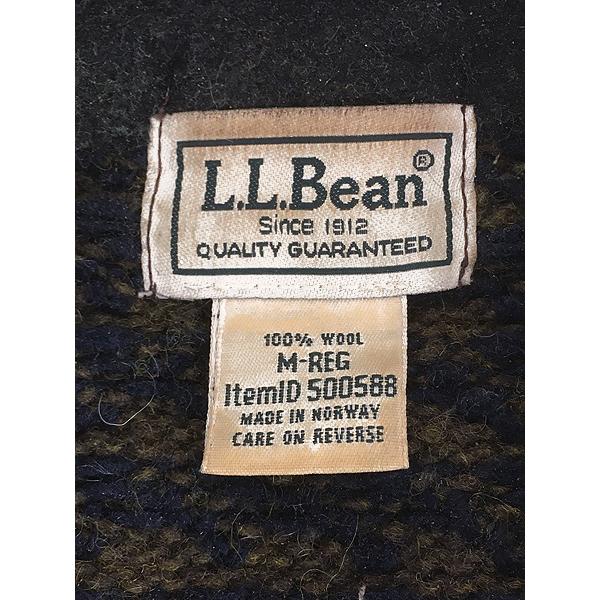 L.L.Bean®
Since 1912
QUALITY GUARANTEED
100% WOOL
M-REG
ItemID 500588
MADE IN NORWAY
CARE ON REVERSE